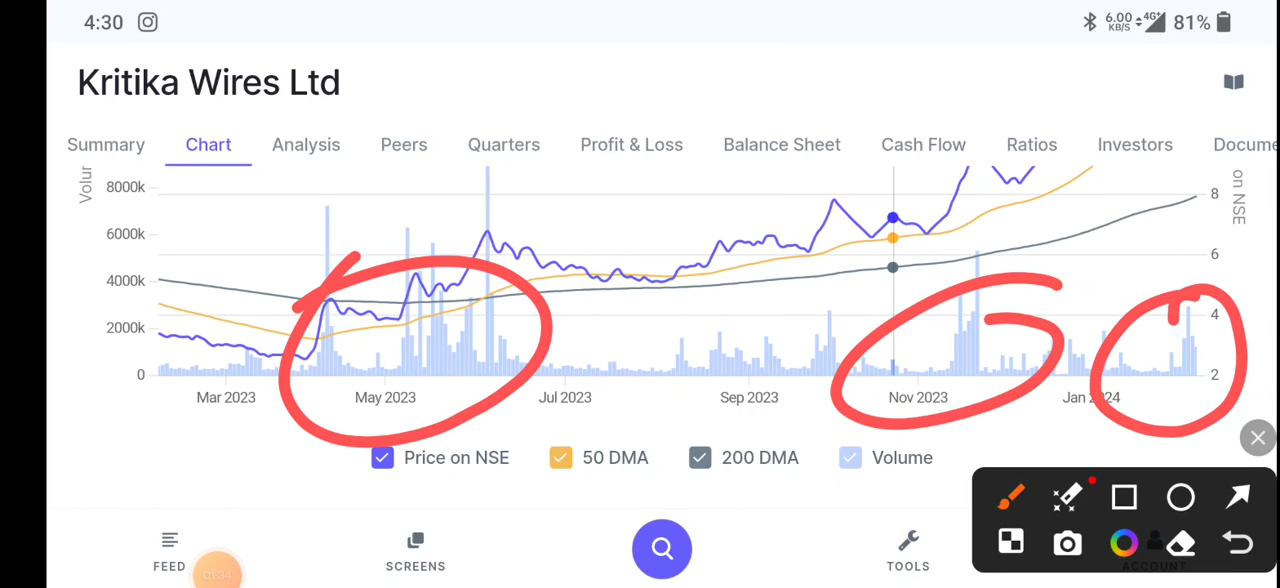 4:30 6.00 KB/S 4G+ 81%
Kritika Wires Ltd
Summary Chart Analysis Peers Quarters Profit & Loss Balance Sheet Cash Flow Ratios Investors Docume
Volur
on NSE
8000k 8
6000k 6
4000k 4
2000k
0 2
Mar 2023 May 2023 Jul 2023 Sep 2023 Nov 2023 Jan 2024
Price on NSE 50 DMA 200 DMA Volume
FEED SCREENS TOOLS ACCOUNT
01:34